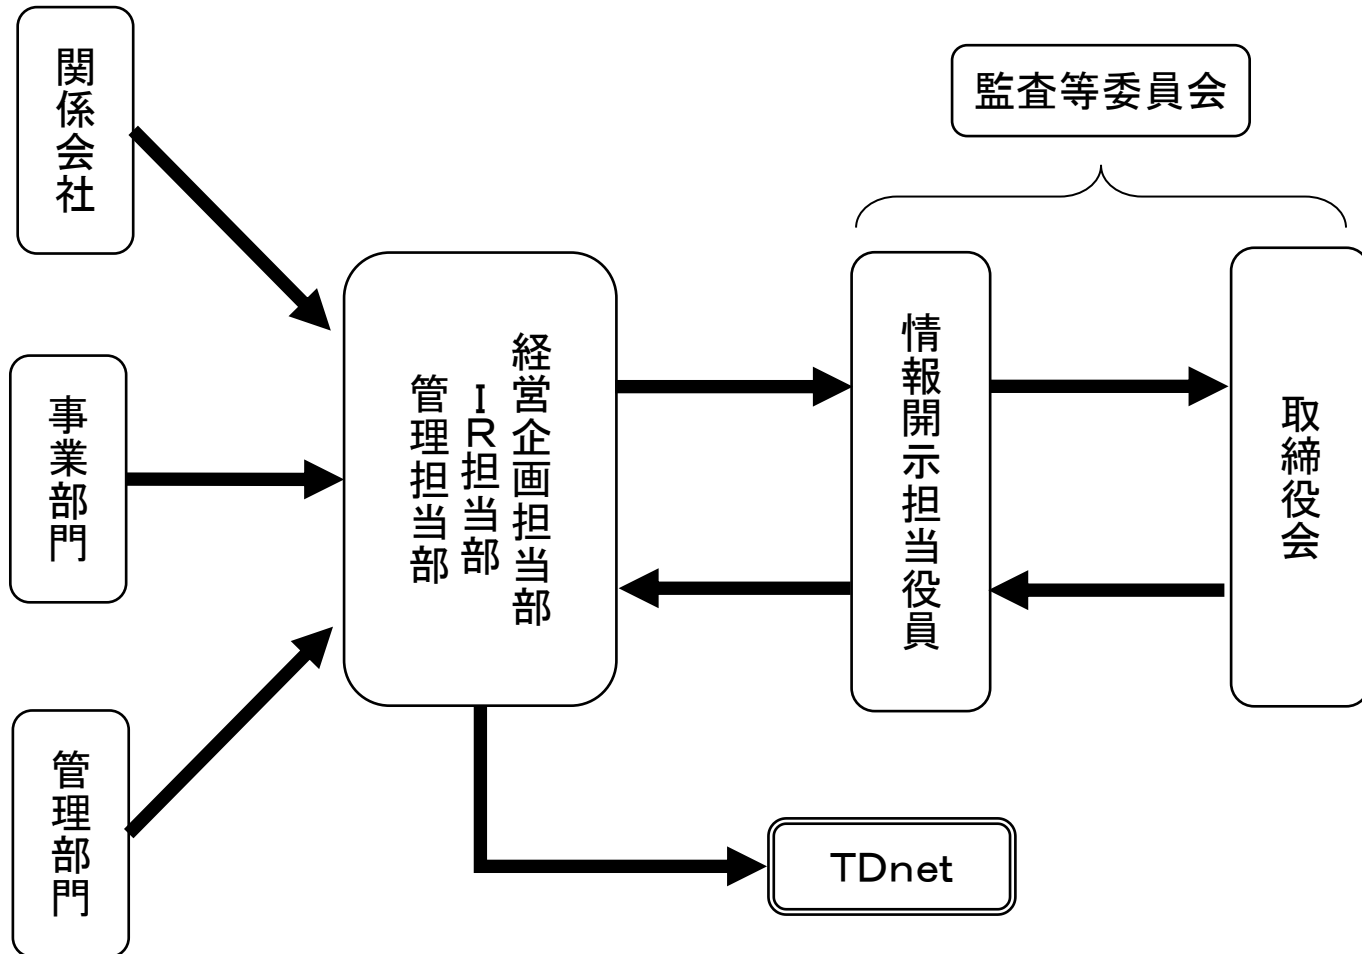 関係会社
監査等委員会
事業部門
経営企画担当部
ＩＲ担当部
管理担当部
情報開示担当役員
取締役会
管理部門
TDnet